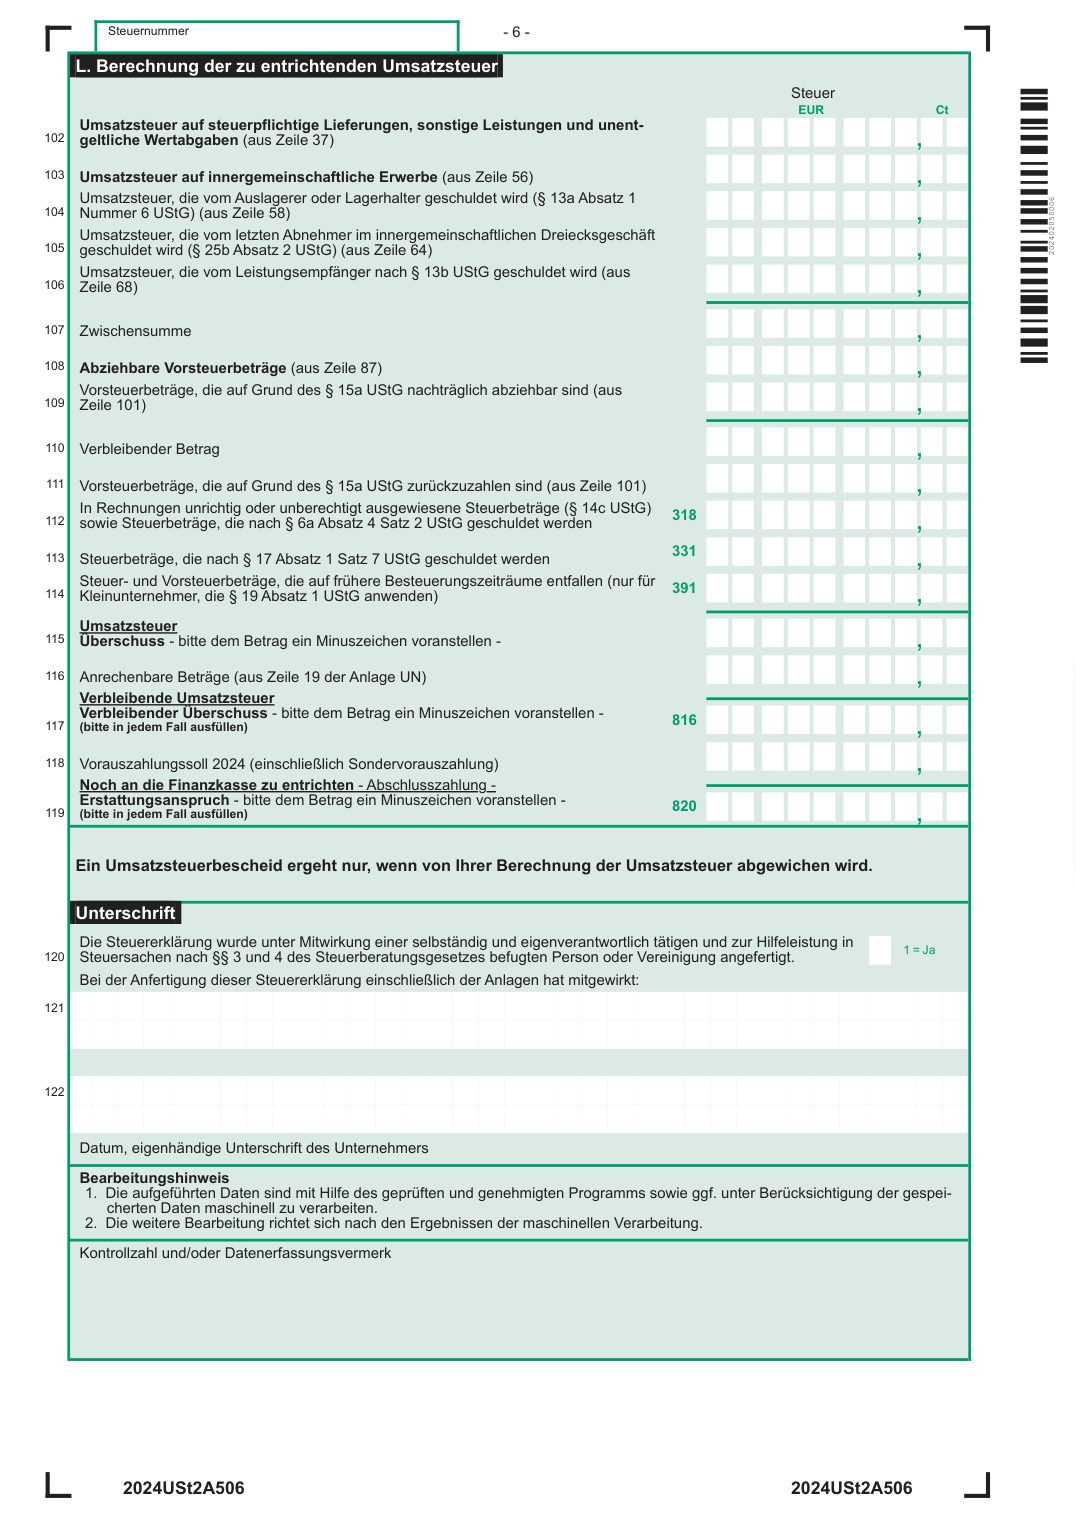 Steuernummer
- 6 -
L. Berechnung der zu entrichtenden Umsatzsteuer
Steuer
EUR Ct
102 Umsatzsteuer auf steuerpflichtige Lieferungen, sonstige Leistungen und unent-
geltliche Wertabgaben (aus Zeile 37) ,
103 Umsatzsteuer auf innergemeinschaftliche Erwerbe (aus Zeile 56) ,
104 Umsatzsteuer, die vom Auslagerer oder Lagerhalter geschuldet wird (§ 13a Absatz 1
Nummer 6 UStG) (aus Zeile 58) ,
105 Umsatzsteuer, die vom letzten Abnehmer im innergemeinschaftlichen Dreiecksgeschäft
geschuldet wird (§ 25b Absatz 2 UStG) (aus Zeile 64) ,
106 Umsatzsteuer, die vom Leistungsempfänger nach § 13b UStG geschuldet wird (aus
Zeile 68) ,
107 Zwischensumme ,
108 Abziehbare Vorsteuerbeträge (aus Zeile 87) ,
109 Vorsteuerbeträge, die auf Grund des § 15a UStG nachträglich abziehbar sind (aus
Zeile 101) ,
110 Verbleibender Betrag ,
111 Vorsteuerbeträge, die auf Grund des § 15a UStG zurückzuzahlen sind (aus Zeile 101) ,
112 In Rechnungen unrichtig oder unberechtigt ausgewiesene Steuerbeträge (§ 14c UStG)
sowie Steuerbeträge, die nach § 6a Absatz 4 Satz 2 UStG geschuldet werden 318 ,
113 Steuerbeträge, die nach § 17 Absatz 1 Satz 7 UStG geschuldet werden 331 ,
114 Steuer- und Vorsteuerbeträge, die auf frühere Besteuerungszeiträume entfallen (nur für
Kleinunternehmer, die § 19 Absatz 1 UStG anwenden) 391 ,
Umsatzsteuer
115 Überschuss - bitte dem Betrag ein Minuszeichen voranstellen - ,
116 Anrechenbare Beträge (aus Zeile 19 der Anlage UN) ,
Verbleibende Umsatzsteuer
Verbleibender Überschuss - bitte dem Betrag ein Minuszeichen voranstellen - 816
117 (bitte in jedem Fall ausfüllen) ,
118 Vorauszahlungssoll 2024 (einschließlich Sondervorauszahlung) ,
Noch an die Finanzkasse zu entrichten - Abschlusszahlung -
Erstattungsanspruch - bitte dem Betrag ein Minuszeichen voranstellen - 820
119 (bitte in jedem Fall ausfüllen) ,
Ein Umsatzsteuerbescheid ergeht nur, wenn von Ihrer Berechnung der Umsatzsteuer abgewichen wird.
Unterschrift
120 Die Steuererklärung wurde unter Mitwirkung einer selbständig und eigenverantwortlich tätigen und zur Hilfeleistung in
Steuersachen nach §§ 3 und 4 des Steuerberatungsgesetzes befugten Person oder Vereinigung angefertigt. 1 = Ja
Bei der Anfertigung dieser Steuererklärung einschließlich der Anlagen hat mitgewirkt:
121
122
Datum, eigenhändige Unterschrift des Unternehmers
Bearbeitungshinweis
1. Die aufgeführten Daten sind mit Hilfe des geprüften und genehmigten Programms sowie ggf. unter Berücksichtigung der gespei-
cherten Daten maschinell zu verarbeiten.
2. Die weitere Bearbeitung richtet sich nach den Ergebnissen der maschinellen Verarbeitung.
Kontrollzahl und/oder Datenerfassungsvermerk
2024USt2A506 2024USt2A506
202402050006